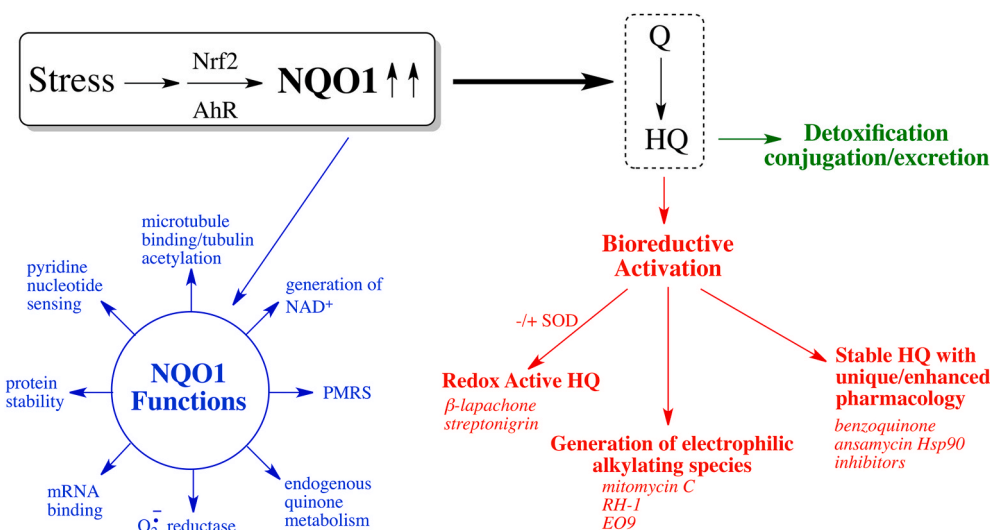 Stress
Nrf2
AhR
NQO1
Q
HQ
Detoxification
conjugation/excretion
Bioreductive
Activation
-/+ SOD
Redox Active HQ
β-lapachone
streptonigrin
Generation of electrophilic
alkylating species
mitomycin C
RH-1
EO9
Stable HQ with
unique/enhanced
pharmacology
benzoquinone
ansamycin Hsp90
inhibitors
NQO1
Functions
microtubule
binding/tubulin
acetylation
generation of
NAD⁺
PMRS
endogenous
quinone
metabolism
O₂•⁻ reductase
mRNA
binding
protein
stability
pyridine
nucleotide
sensing